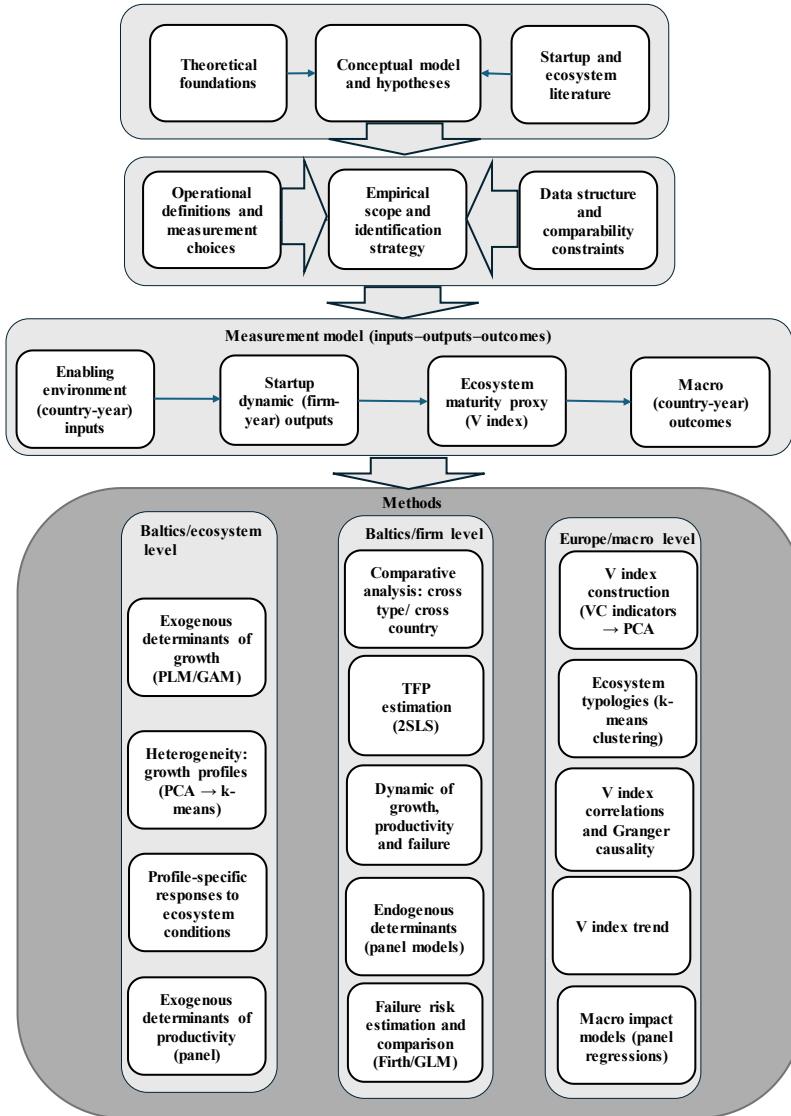 Theoretical
foundations
Conceptual model
and hypotheses
Startup and
ecosystem
literature
Operational
definitions and
measurement
choices
Empirical
scope and
identification
strategy
Data structure
and
comparability
constraints
Measurement model (inputs–outputs–outcomes)
Enabling
environment
(country-year)
inputs
Startup
dynamic (firm-
year) outputs
Ecosystem
maturity proxy
(V index)
Macro
(country-year)
outcomes
Methods
Baltics/ecosystem
level
Exogenous
determinants of
growth
(PLM/GAM)
Heterogeneity:
growth profiles
(PCA → k-
means)
Profile-specific
responses to
ecosystem
conditions
Exogenous
determinants of
productivity
(panel)
Baltics/firm level
Comparative
analysis: cross
type/ cross
country
TFP
estimation
(2SLS)
Dynamic of
growth,
productivity
and failure
Endogenous
determinants
(panel models)
Failure risk
estimation and
comparison
(Firth/GLM)
Europe/macro level
V index
construction
(VC indicators
→ PCA
Ecosystem
typologies (k-
means
clustering)
V index
correlations
and Granger
causality
V index trend
Macro impact
models (panel
regressions)